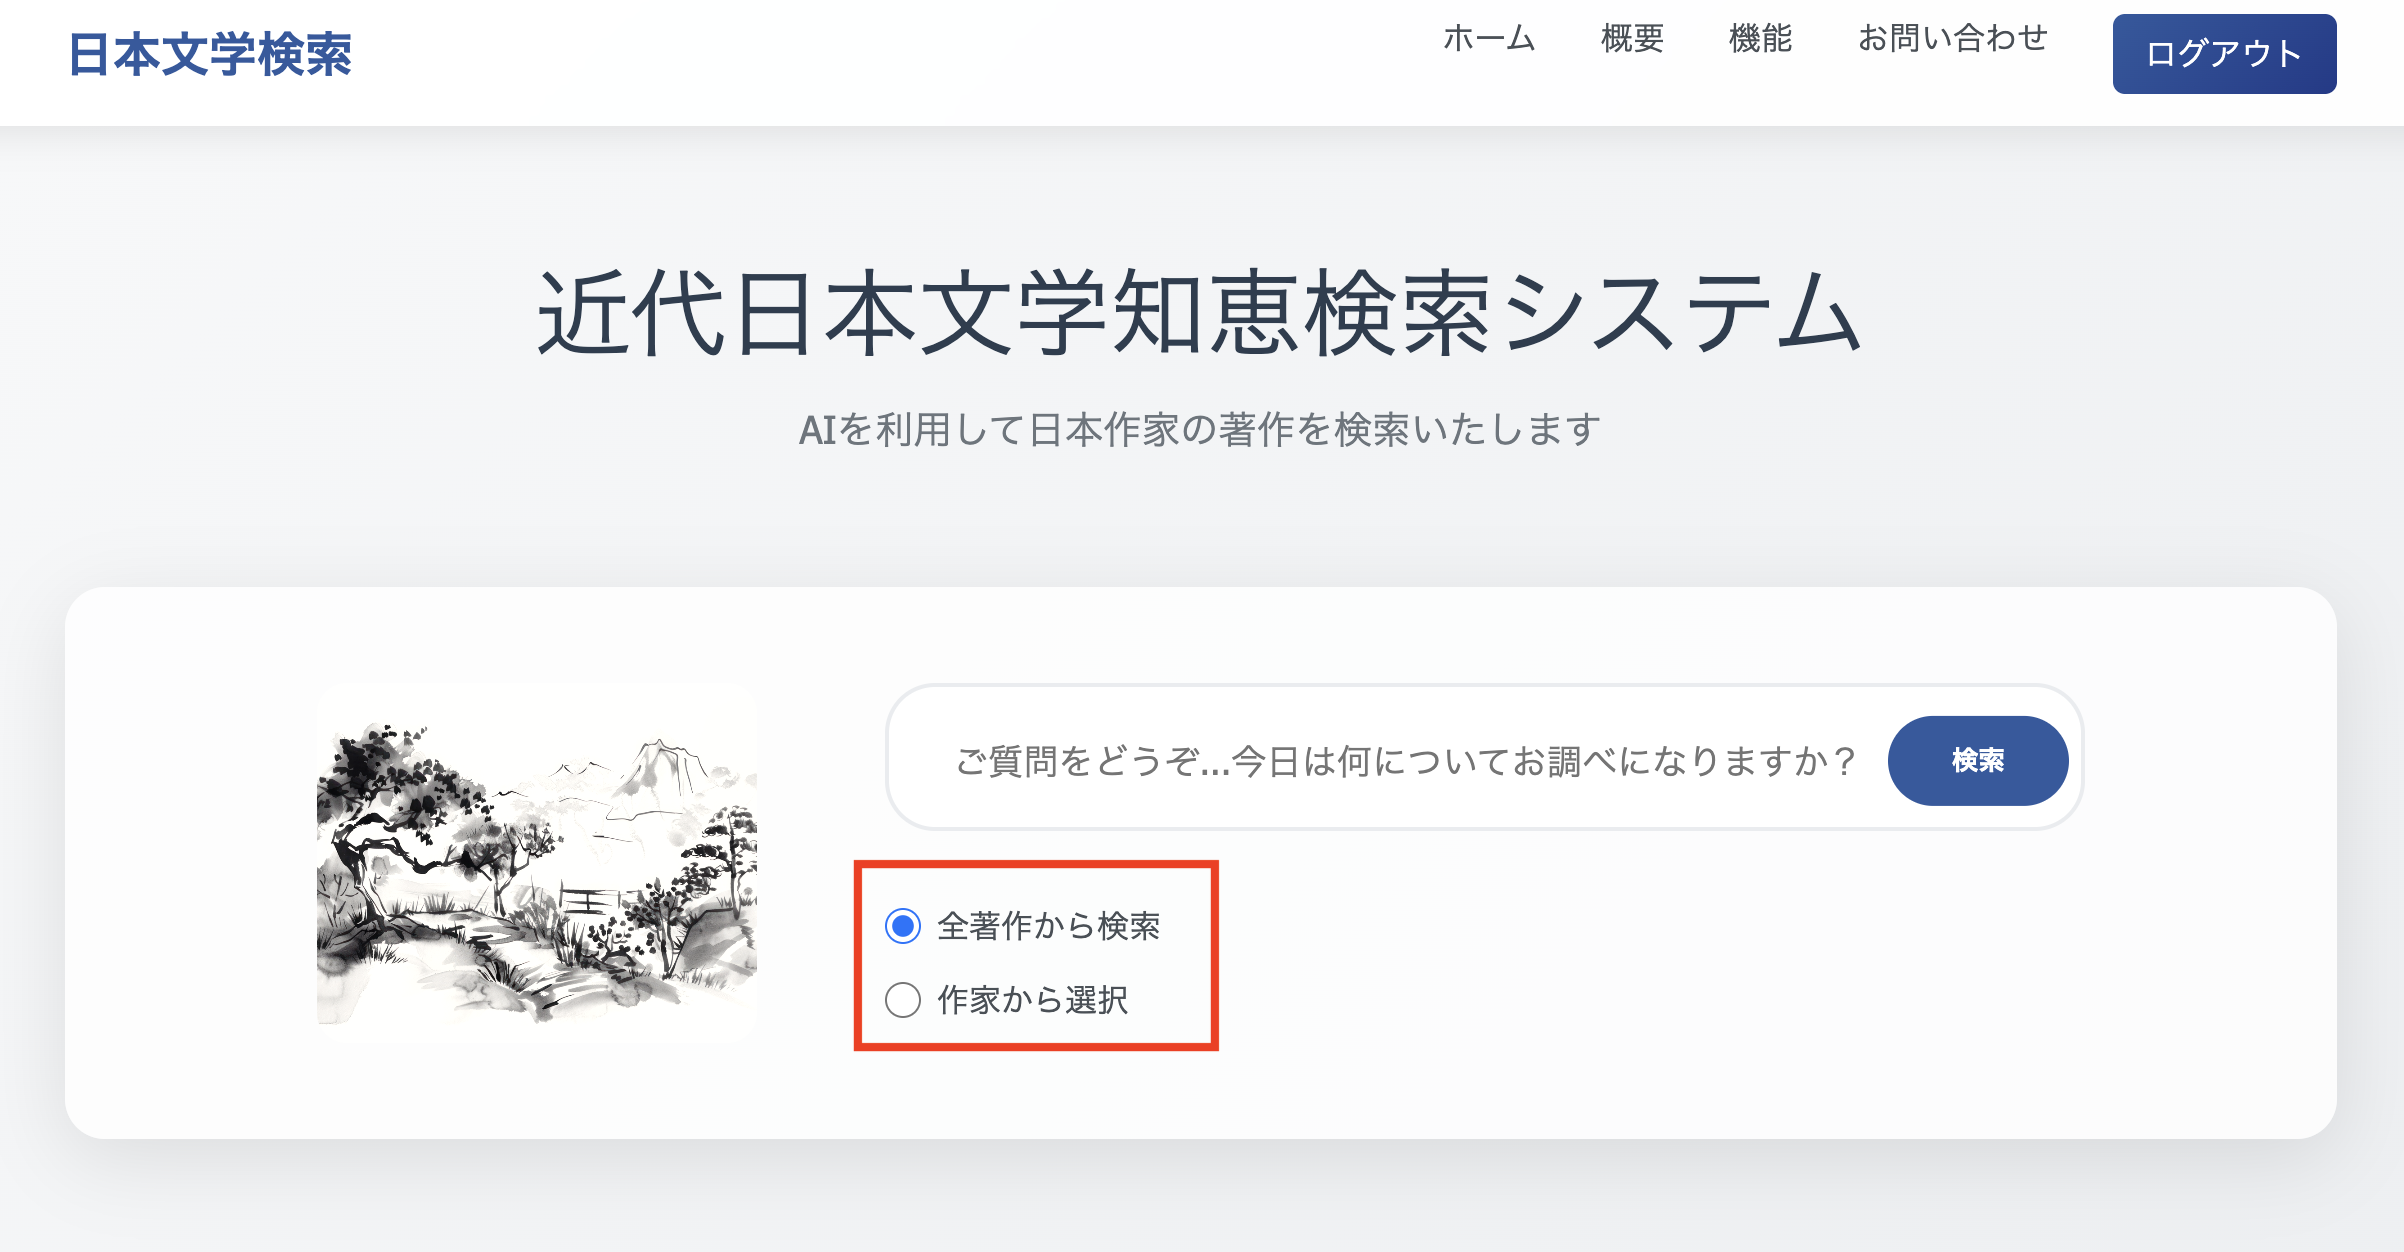 日本文学検索
ホーム 概要 機能 お問い合わせ ログアウト
近代日本文学知恵検索システム
AIを利用して日本作家の著作を検索いたします
ご質問をどうぞ...今日は何についてお調べになりますか？ 検索
全著作から検索
作家から選択